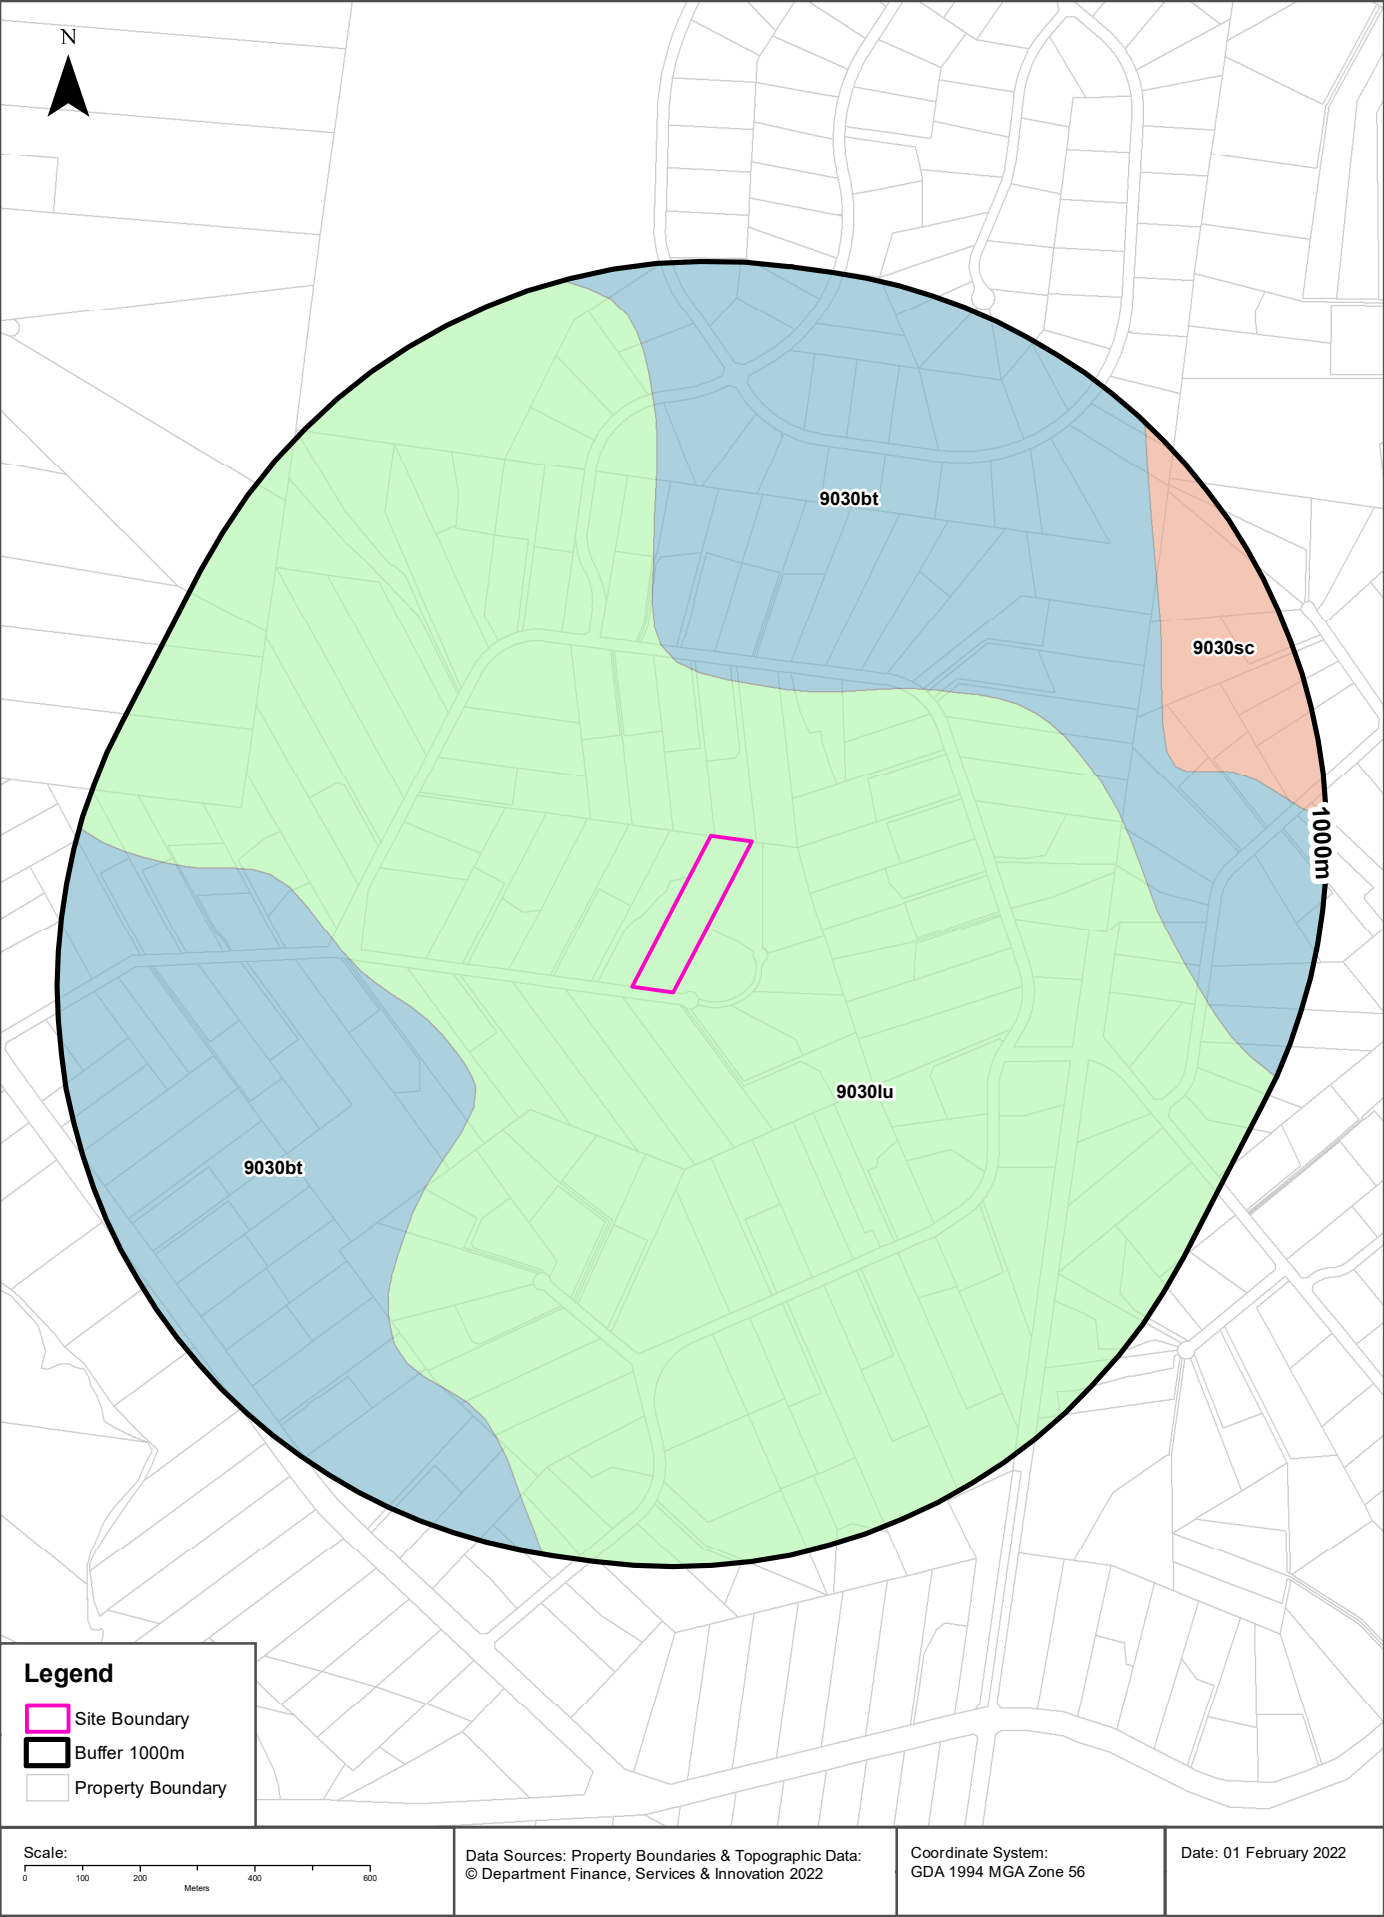 N
9030bt
9030sc
1000m
9030lu
9030bt
Legend
Site Boundary
Buffer 1000m
Property Boundary
Scale:
0 100 200 400 600
Meters
Data Sources: Property Boundaries & Topographic Data:
© Department Finance, Services & Innovation 2022
Coordinate System:
GDA 1994 MGA Zone 56
Date: 01 February 2022